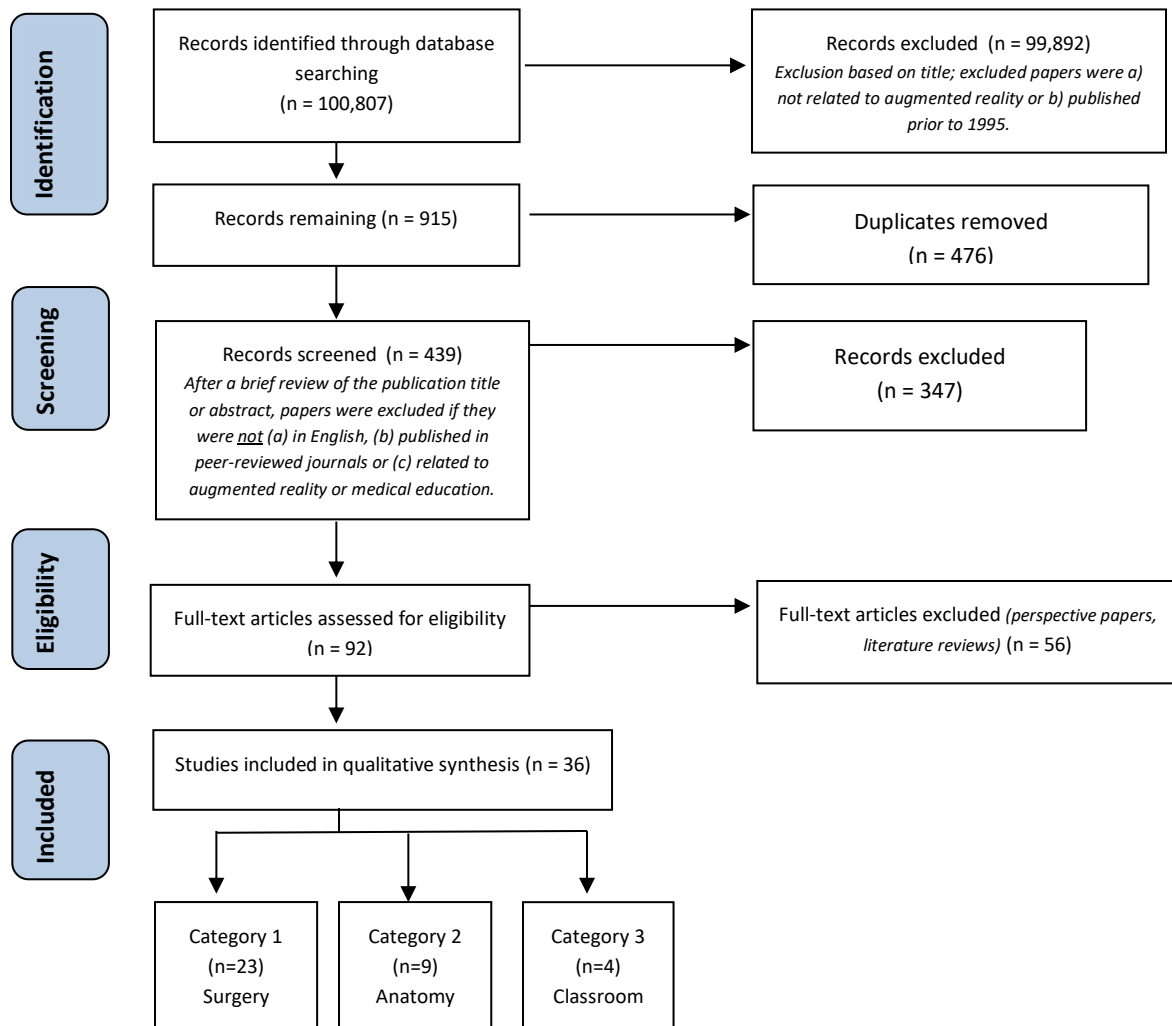 Identification
Records identified through database
searching
(n = 100,807)
Records excluded (n = 99,892)
Exclusion based on title; excluded papers were a)
not related to augmented reality or b) published
prior to 1995.
Records remaining (n = 915)
Duplicates removed
(n = 476)
Screening
Records screened (n = 439)
After a brief review of the publication title
or abstract, papers were excluded if they
were not (a) in English, (b) published in
peer-reviewed journals or (c) related to
augmented reality or medical education.
Records excluded
(n = 347)
Eligibility
Full-text articles assessed for eligibility
(n = 92)
Full-text articles excluded (perspective papers,
literature reviews) (n = 56)
Included
Studies included in qualitative synthesis (n = 36)
Category 1
(n=23)
Surgery
Category 2
(n=9)
Anatomy
Category 3
(n=4)
Classroom